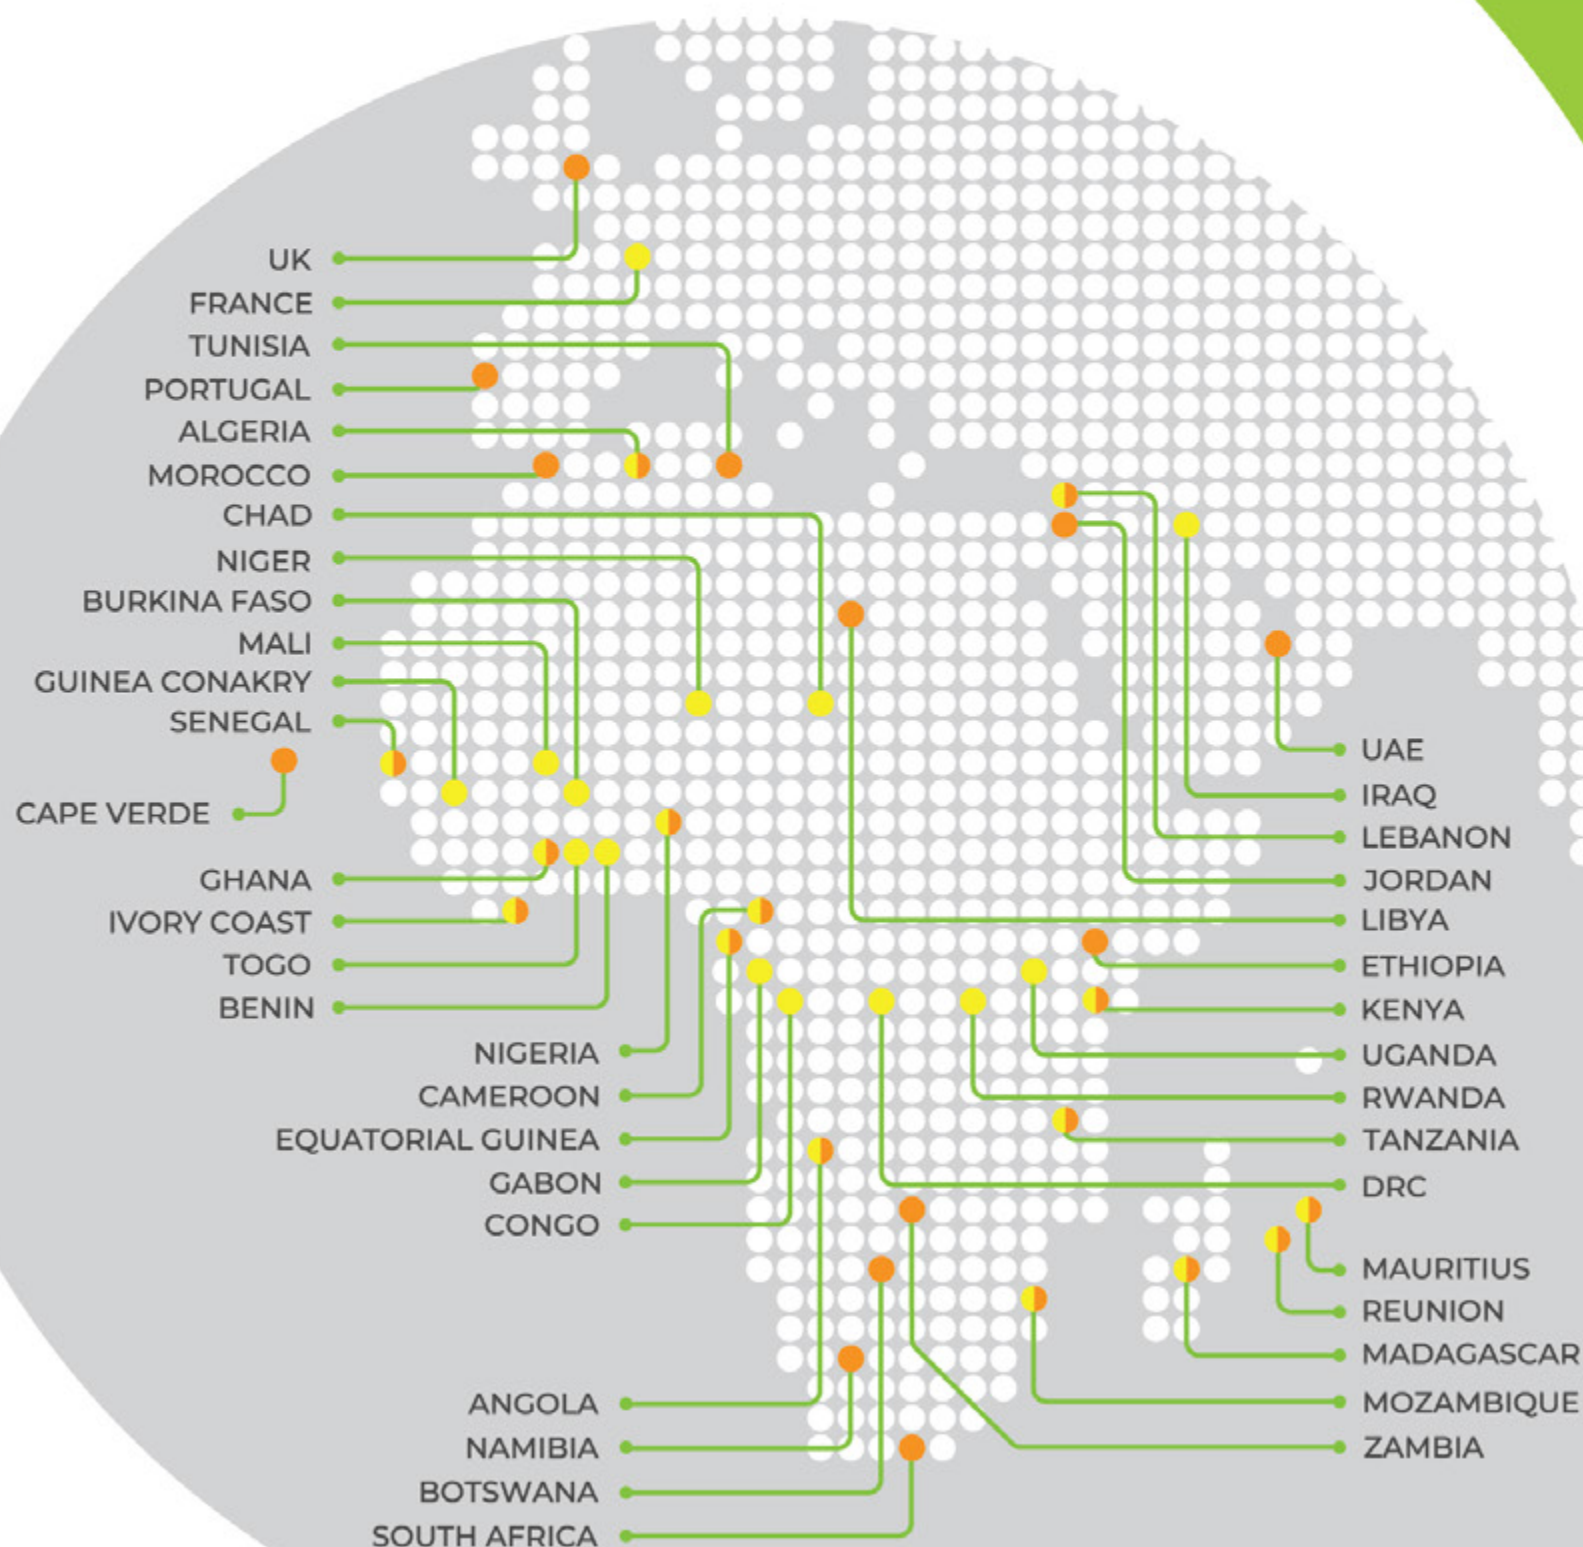 UK
FRANCE
TUNISIA
PORTUGAL
ALGERIA
MOROCCO
CHAD
NIGER
BURKINA FASO
MALI
GUINEA CONAKRY
SENEGAL
CAPE VERDE
GHANA
IVORY COAST
TOGO
BENIN
NIGERIA
CAMEROON
EQUATORIAL GUINEA
GABON
CONGO
ANGOLA
NAMIBIA
BOTSWANA
SOUTH AFRICA
UAE
IRAQ
LEBANON
JORDAN
LIBYA
ETHIOPIA
KENYA
UGANDA
RWANDA
TANZANIA
DRC
MAURITIUS
REUNION
MADAGASCAR
MOZAMBIQUE
ZAMBIA